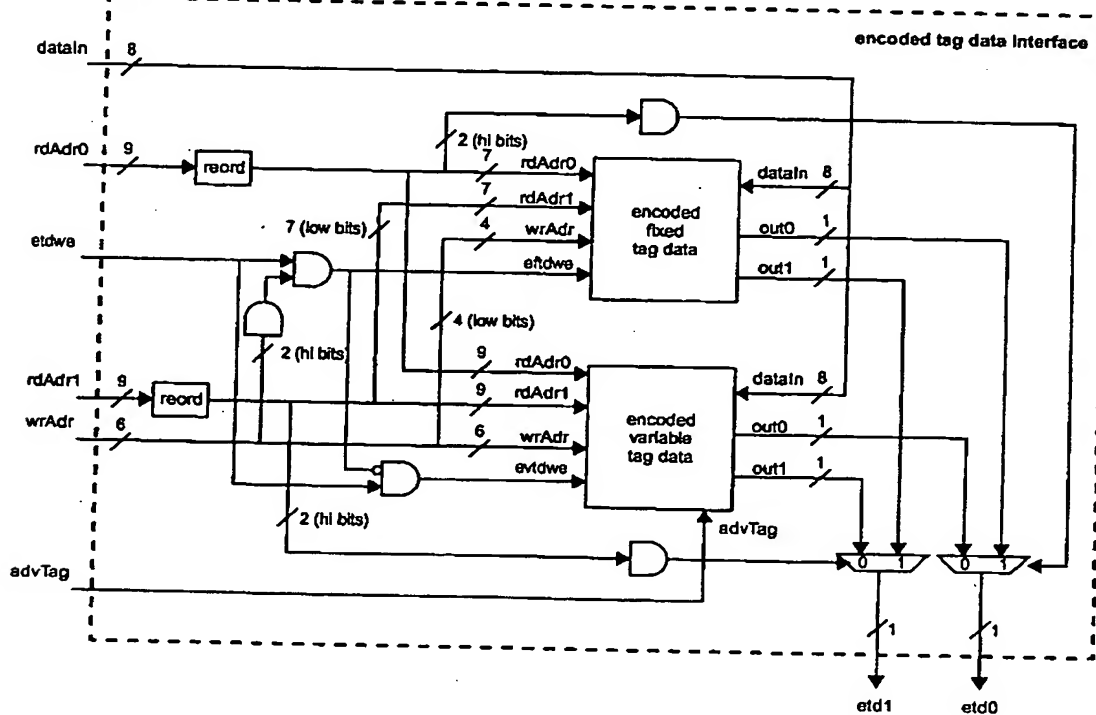 encoded tag data interface
dataIn
8
2 (hi bits)
rdAdr0
9
reord
7
rdAdr0
7
rdAdr1
7 (low bits)
4
wrAdr
eftdwe
encoded
fixed
tag data
dataIn
8
out0
1
out1
1
etdwe
4 (low bits)
2 (hi bits)
9
rdAdr0
rdAdr1
9
reord
9
rdAdr1
wrAdr
6
6
wrAdr
evtdwe
encoded
variable
tag data
dataIn
8
out0
1
out1
1
2 (hi bits)
advTag
advTag
0 1
0 1
1
1
etd1
etd0